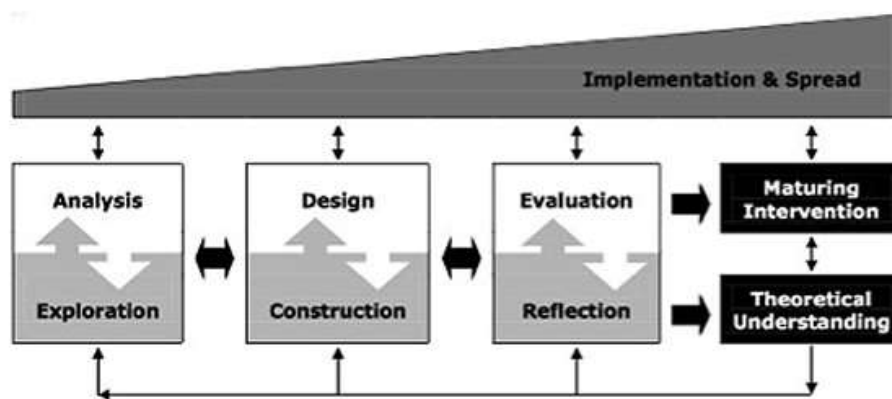 Implementation & Spread
Analysis
Exploration
Design
Construction
Evaluation
Reflection
Maturing
Intervention
Theoretical
Understanding